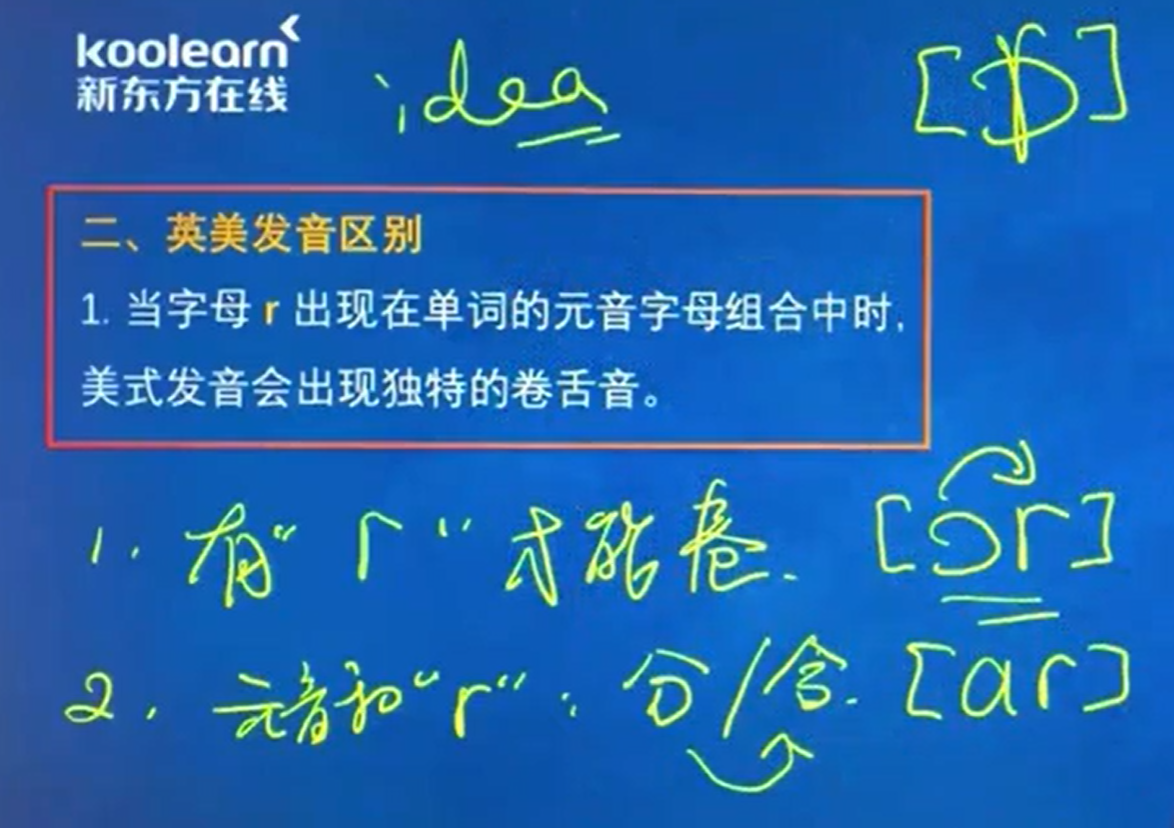 koolearn
新东方在线
idea
二、英美发音区别
1. 当字母 r 出现在单词的元音字母组合中时,
美式发音会出现独特的卷舌音。
1. 有“r”才能卷. [ɔr]
2. 元音和“r”: 分/合. [ar]